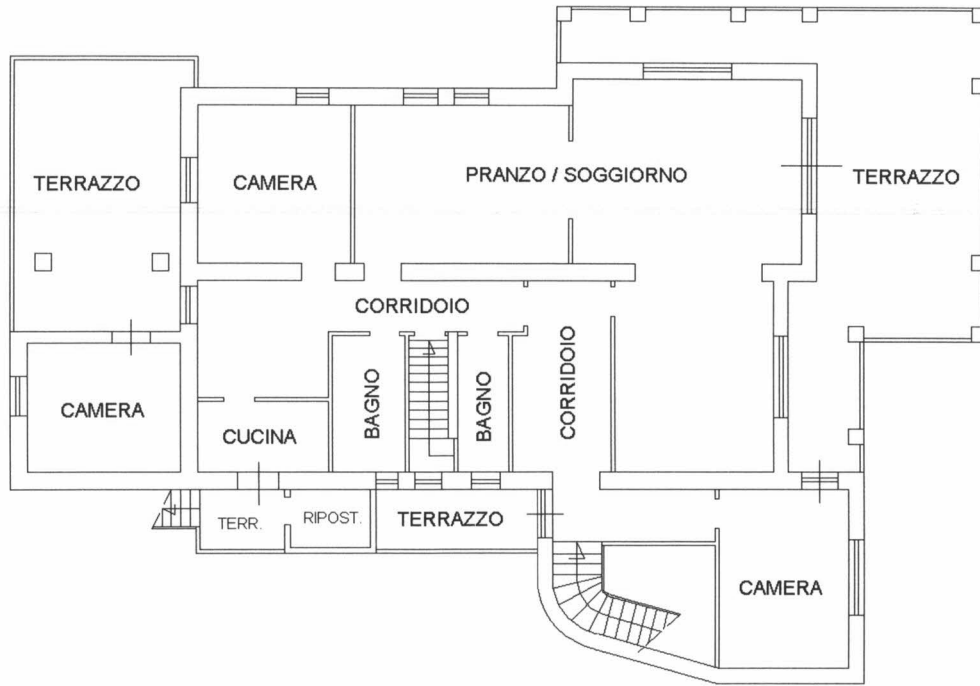 PRANZO / SOGGIORNO
TERRAZZO
CAMERA
TERRAZZO
CORRIDOIO
CAMERA
CUCINA
BAGNO
BAGNO
CORRIDOIO
TERR.
RIPOST.
TERRAZZO
CAMERA